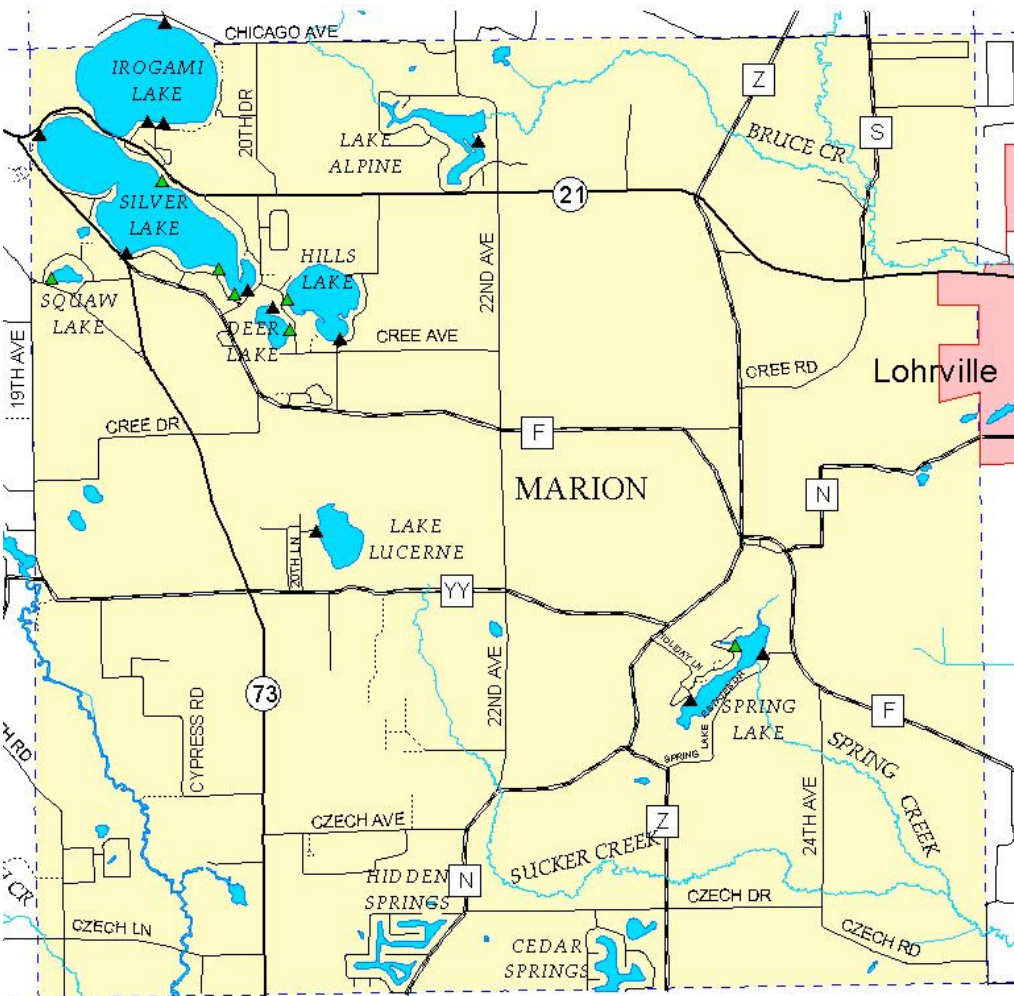 CHICAGO AVE
IROGAMI
LAKE
20TH DR
LAKE
ALPINE
Z
BRUCE CR
S
21
SILVER
LAKE
22ND AVE
HILLS
LAKE
SQUAW
LAKE
DEER
LAKE
CREE AVE
19TH AVE
CREE RD
Lohrville
CREE DR
F
MARION
N
LAKE
LUCERNE
20TH LN
YY
HOLIDAY LN
22ND AVE
CYPRESS RD
73
SPRING
LAKE
F
SPRING
LAKE
SPRING
CREEK
RD
24TH AVE
CZECH AVE
Z
SUCKER CREEK
HIDDEN
SPRINGS
N
CR
CZECH DR
CZECH LN
CEDAR
SPRINGS
CZECH RD